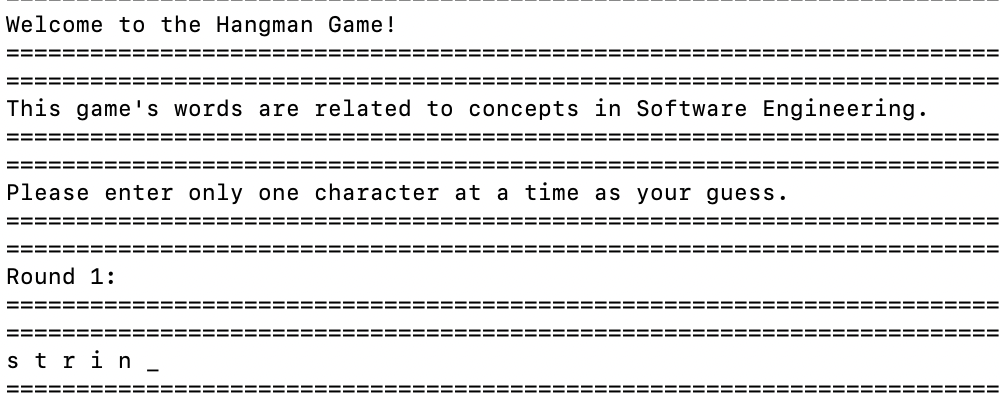 Welcome to the Hangman Game!
=======================================================================
=======================================================================
This game's words are related to concepts in Software Engineering.
=======================================================================
=======================================================================
Please enter only one character at a time as your guess.
=======================================================================
=======================================================================
Round 1:
=======================================================================
=======================================================================
s t r i n _
=======================================================================